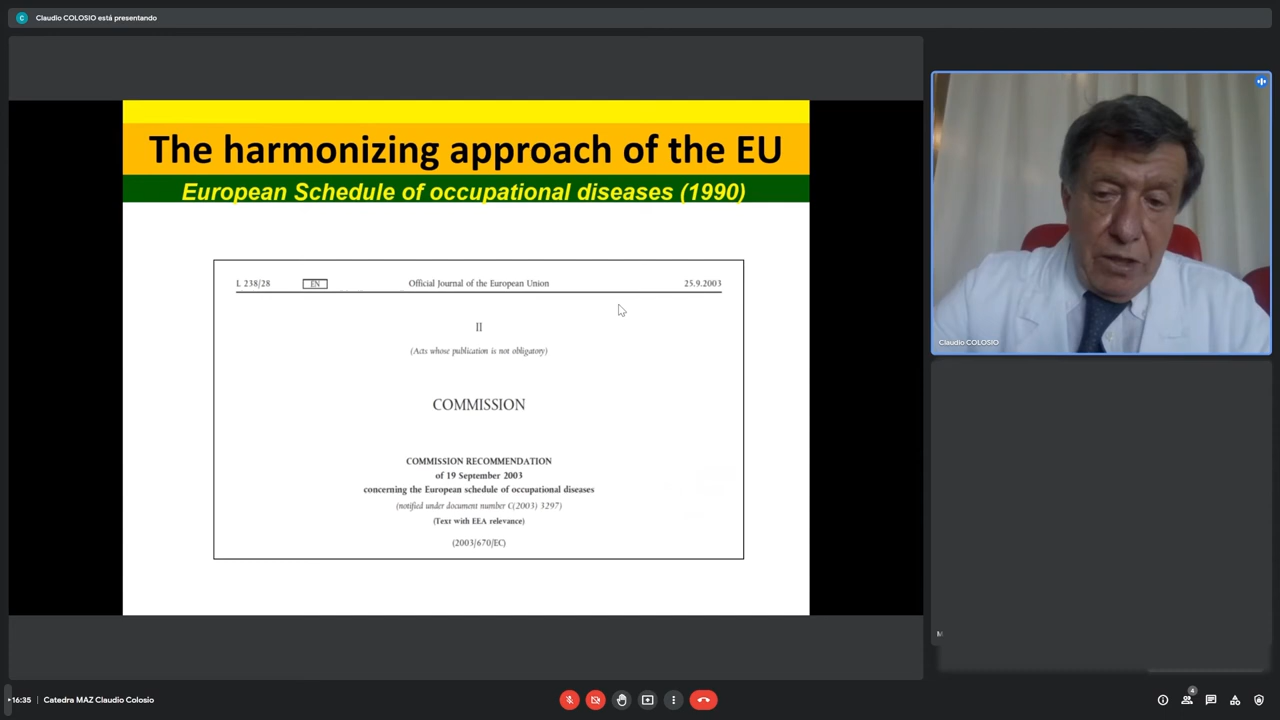 C
Claudio COLOSIO está presentando
The harmonizing approach of the EU
European Schedule of occupational diseases (1990)
L 238/28
EN
Official Journal of the European Union
25.9.2003
II
(Acts whose publication is not obligatory)
COMMISSION
COMMISSION RECOMMENDATION
of 19 September 2003
concerning the European schedule of occupational diseases
(notified under document number C(2003) 3297)
(Text with EEA relevance)
(2003/670/EC)
Claudio COLOSIO
M
16:35
Catedra MAZ Claudio Colosio
4